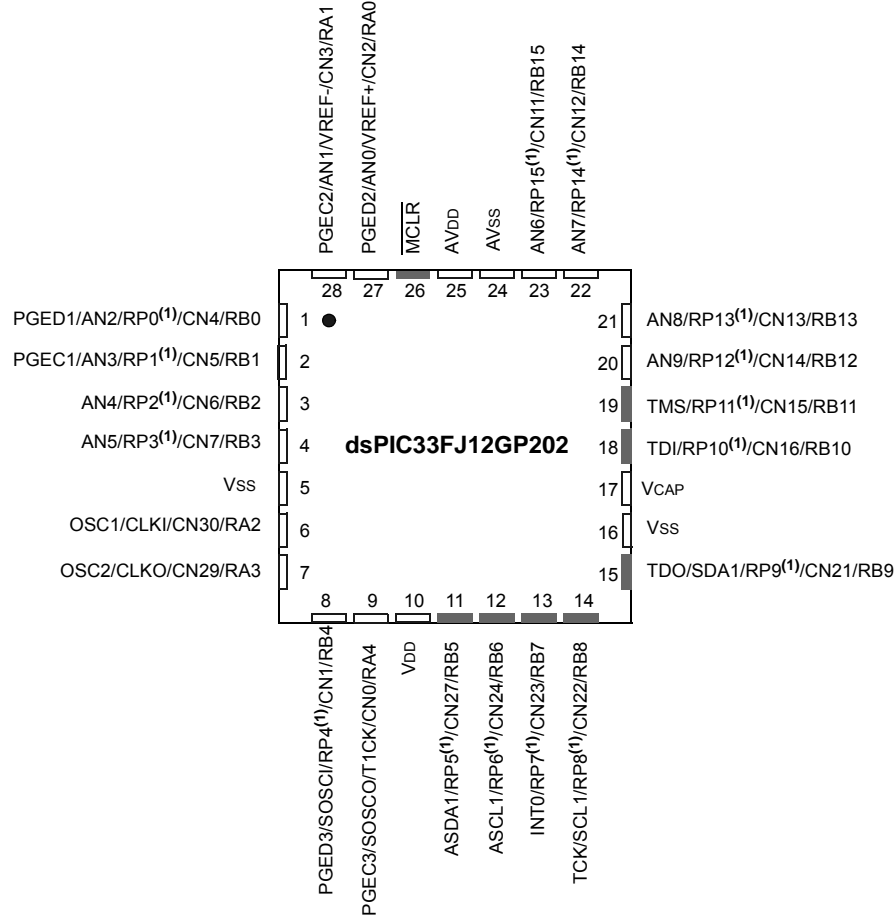 PGEC2/AN1/VREF-/CN3/RA1
PGED2/AN0/VREF+/CN2/RA0
MCLR
AVDD
AVSS
AN6/RP15(1)/CN11/RB15
AN7/RP14(1)/CN12/RB14
28 27 26 25 24 23 22
PGED1/AN2/RP0(1)/CN4/RB0 1 21 AN8/RP13(1)/CN13/RB13
PGEC1/AN3/RP1(1)/CN5/RB1 2 20 AN9/RP12(1)/CN14/RB12
AN4/RP2(1)/CN6/RB2 3 19 TMS/RP11(1)/CN15/RB11
AN5/RP3(1)/CN7/RB3 4 dsPIC33FJ12GP202 18 TDI/RP10(1)/CN16/RB10
VSS 5 17 VCAP
OSC1/CLKI/CN30/RA2 6 16 VSS
OSC2/CLKO/CN29/RA3 7 15 TDO/SDA1/RP9(1)/CN21/RB9
8 9 10 11 12 13 14
PGED3/SOSCI/RP4(1)/CN1/RB4
PGEC3/SOSCO/T1CK/CN0/RA4
VDD
ASDA1/RP5(1)/CN27/RB5
ASCL1/RP6(1)/CN24/RB6
INT0/RP7(1)/CN23/RB7
TCK/SCL1/RP8(1)/CN22/RB8